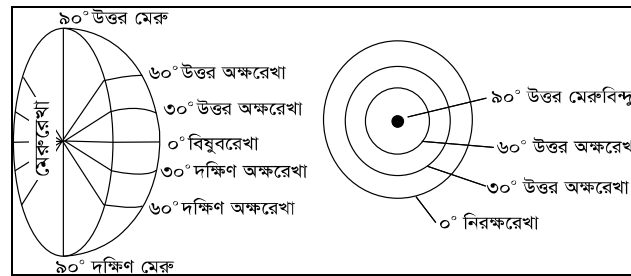 ৯০° উত্তর মেরু
৬০° উত্তর অক্ষরেখা
৩০° উত্তর অক্ষরেখা
০° বিষুবরেখা
৩০° দক্ষিণ অক্ষরেখা
৬০° দক্ষিণ অক্ষরেখা
৯০° দক্ষিণ মেরু
মেরুরেখা
৯০° উত্তর মেরুবিন্দু
৬০° উত্তর অক্ষরেখা
৩০° উত্তর অক্ষরেখা
০° নিরক্ষরেখা